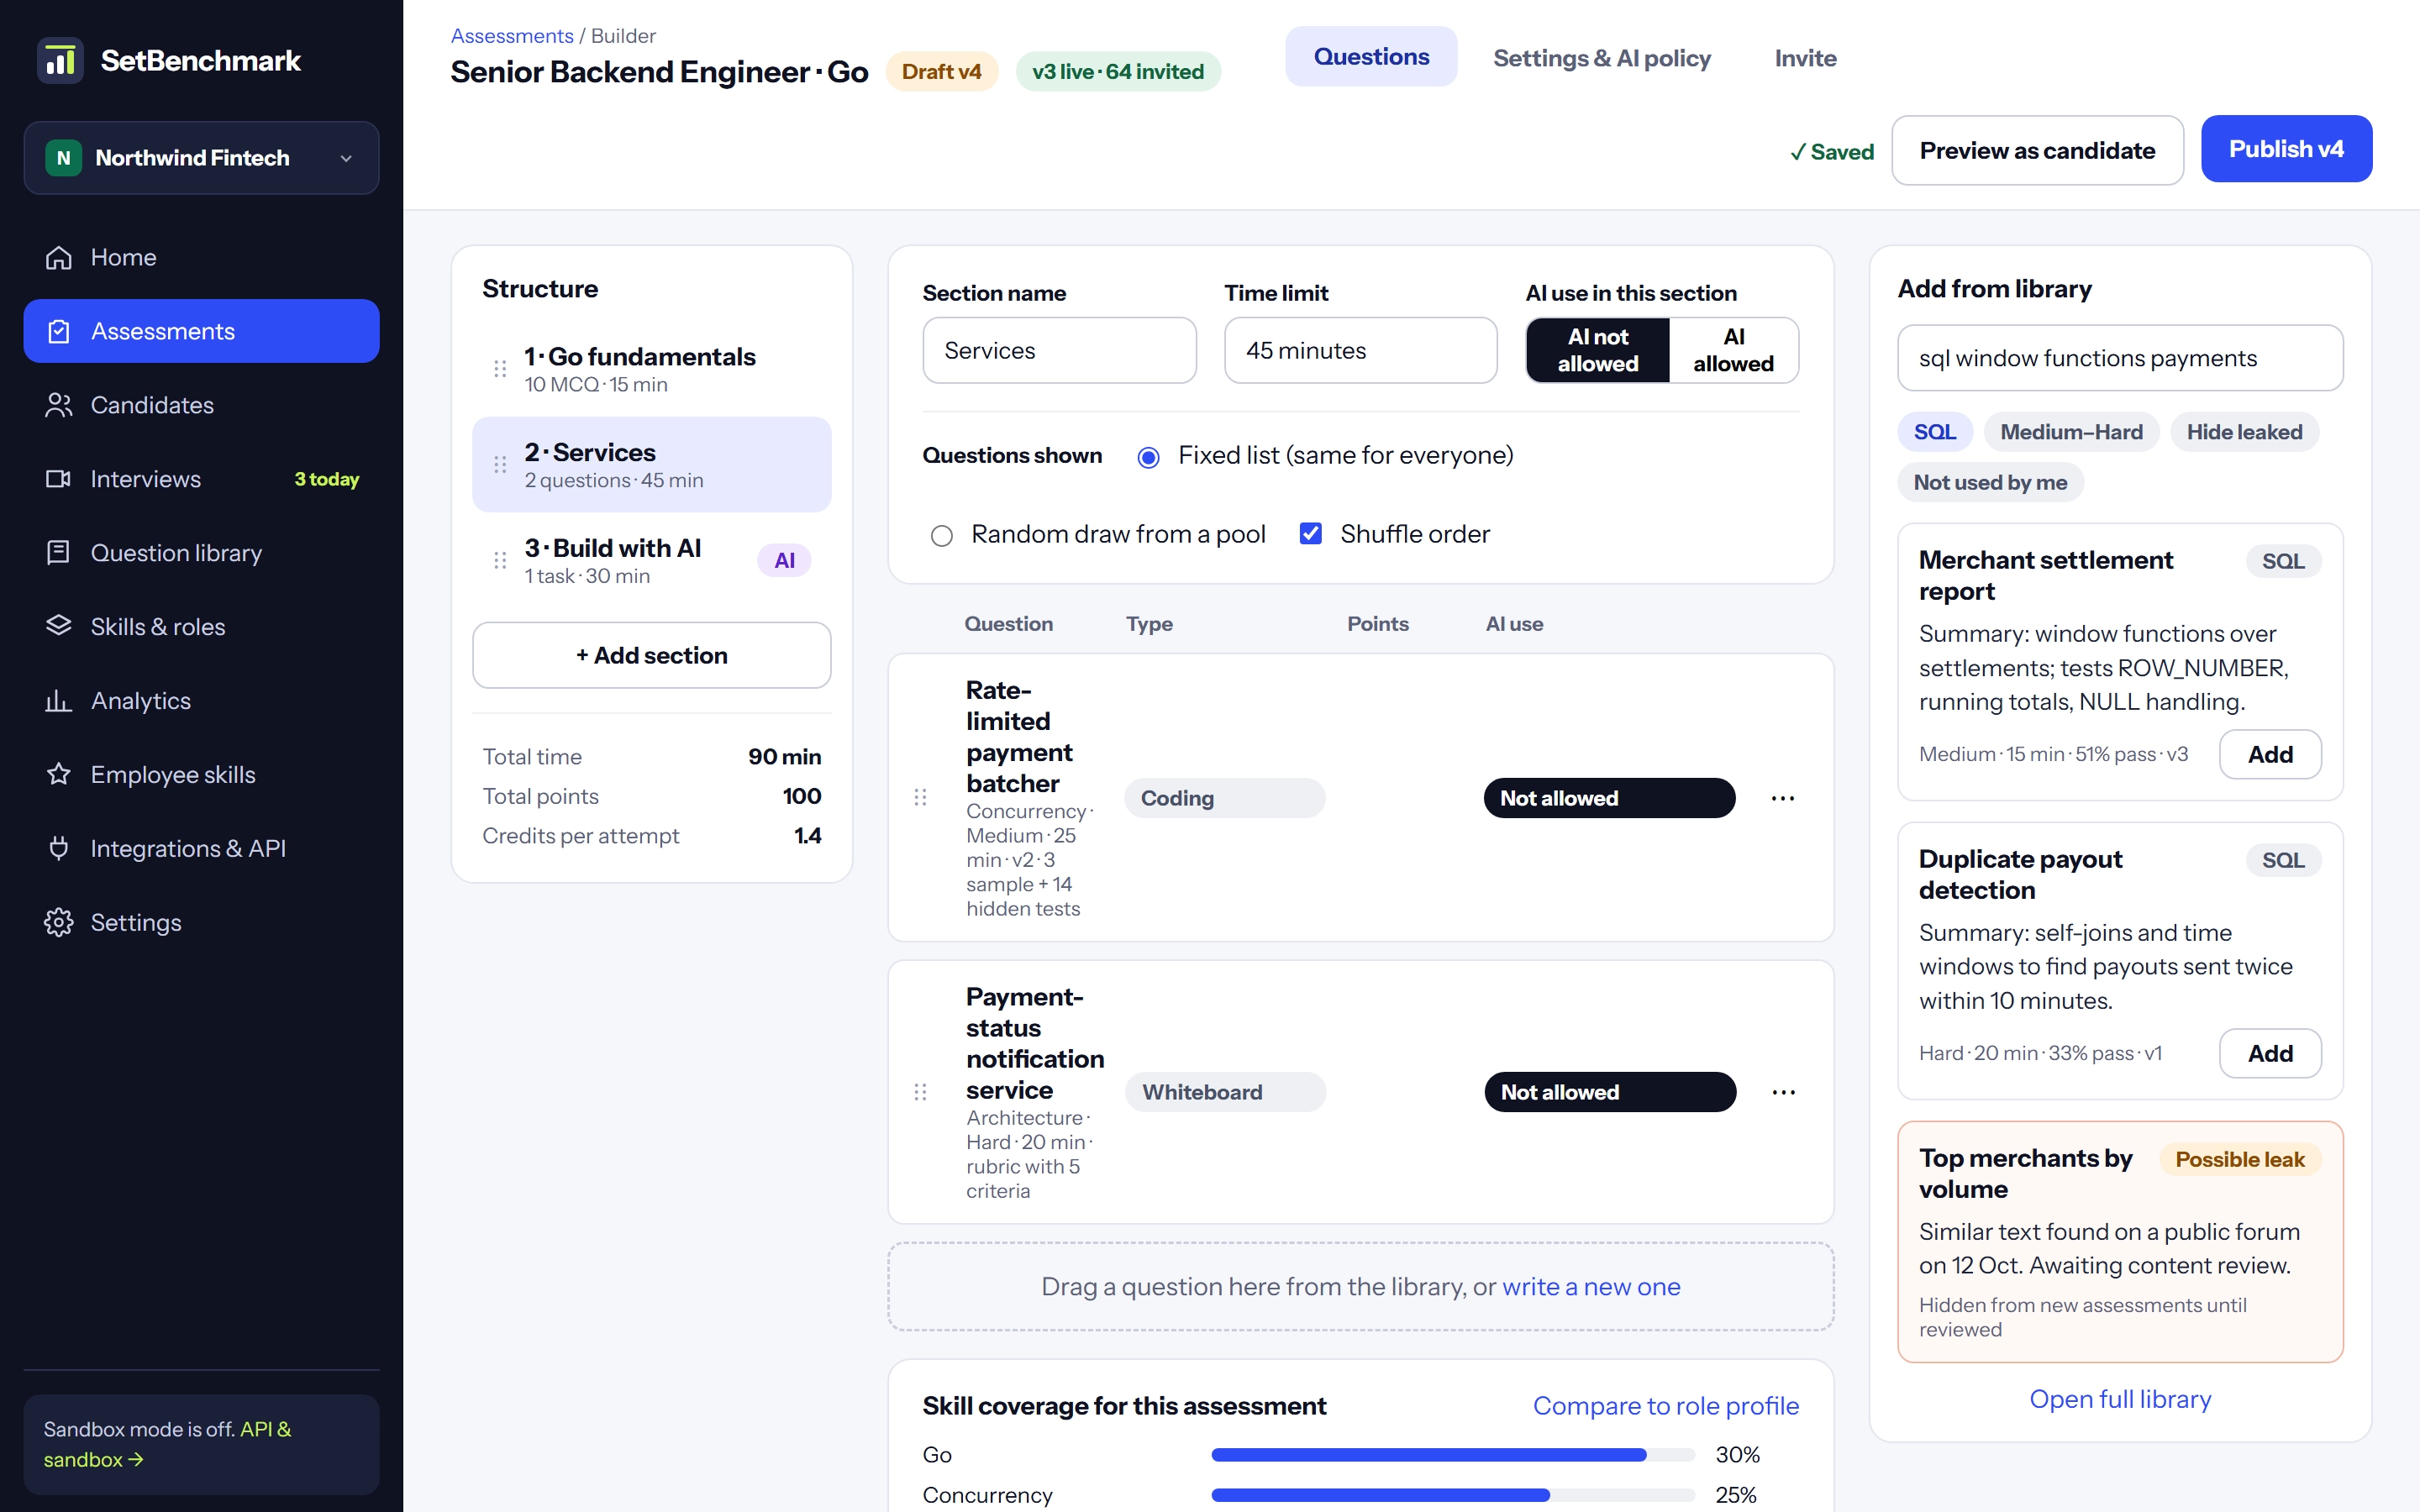 SetBenchmark
N Northwind Fintech
Home
Assessments
Candidates
Interviews 3 today
Question library
Skills & roles
Analytics
Employee skills
Integrations & API
Settings
Sandbox mode is off. API &
sandbox →
Assessments / Builder
Senior Backend Engineer · Go Draft v4 v3 live · 64 invited
Questions Settings & AI policy Invite
✓ Saved Preview as candidate Publish v4
Structure
1 · Go fundamentals
10 MCQ · 15 min
2 · Services
2 questions · 45 min
3 · Build with AI
1 task · 30 min
AI
+ Add section
Total time 90 min
Total points 100
Credits per attempt 1.4
Section name Time limit AI use in this section
Services 45 minutes
AI not
allowed
AI
allowed
Questions shown Fixed list (same for everyone)
Random draw from a pool Shuffle order
Question Type Points AI use
Rate-
limited
payment
batcher
Concurrency ·
Medium · 25
min · v2 · 3
sample + 14
hidden tests
Coding Not allowed ···
Payment-
status
notification
service
Architecture ·
Hard · 20 min ·
rubric with 5
criteria
Whiteboard Not allowed ···
Drag a question here from the library, or write a new one
Skill coverage for this assessment Compare to role profile
Go 30%
Concurrency 25%
Add from library
sql window functions payments
SQL Medium–Hard Hide leaked
Not used by me
Merchant settlement
report
SQL
Summary: window functions over
settlements; tests ROW_NUMBER,
running totals, NULL handling.
Medium · 15 min · 51% pass · v3 Add
Duplicate payout
detection
SQL
Summary: self-joins and time
windows to find payouts sent twice
within 10 minutes.
Hard · 20 min · 33% pass · v1 Add
Top merchants by
volume
Possible leak
Similar text found on a public forum
on 12 Oct. Awaiting content review.
Hidden from new assessments until
reviewed
Open full library